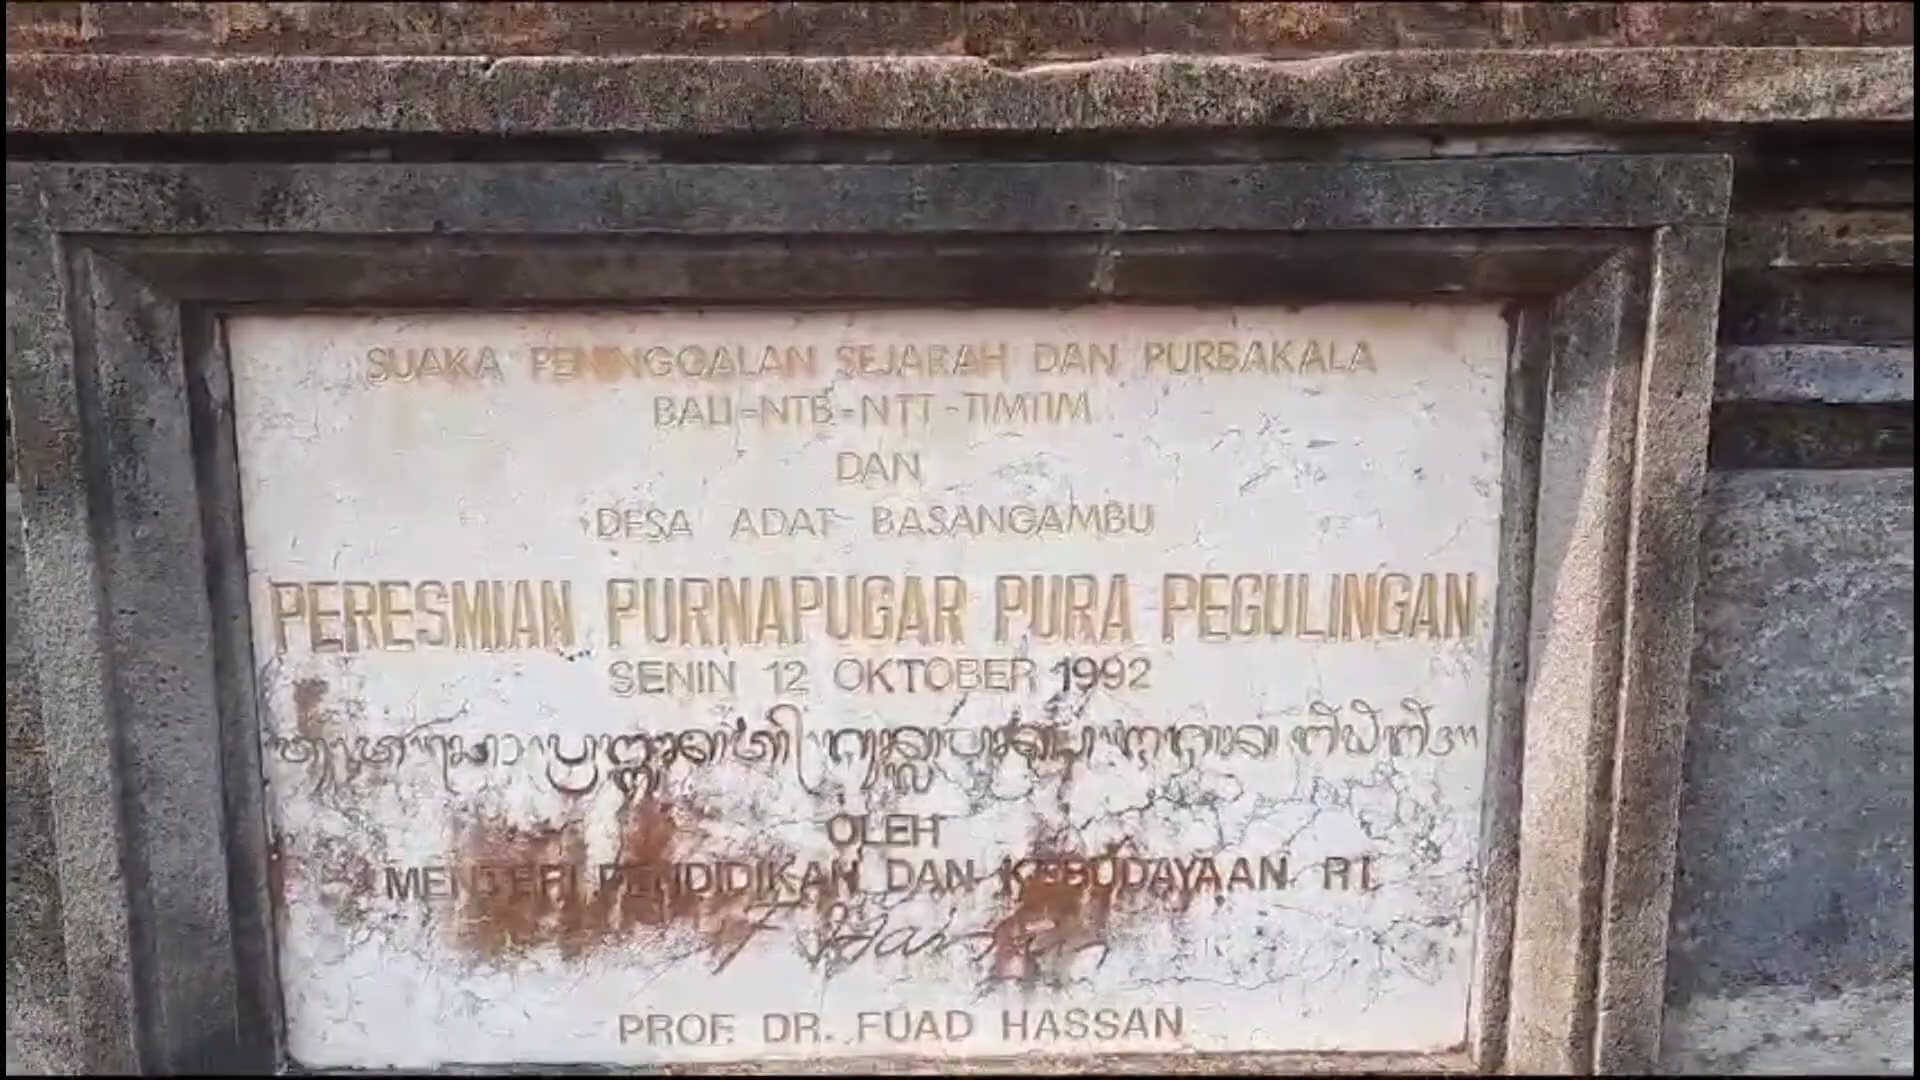 SUAKA PENINGGALAN SEJARAH DAN PURBAKALA
BALI-NTB-NTT-TIMTIM
DAN
DESA ADAT BASANGAMBU
PERESMIAN PURNAPUGAR PURA PEGULINGAN
SENIN 12 OKTOBER 1992
OLEH
MENTERI PENDIDIKAN DAN KEBUDAYAAN RI.
PROF. DR. FUAD HASSAN